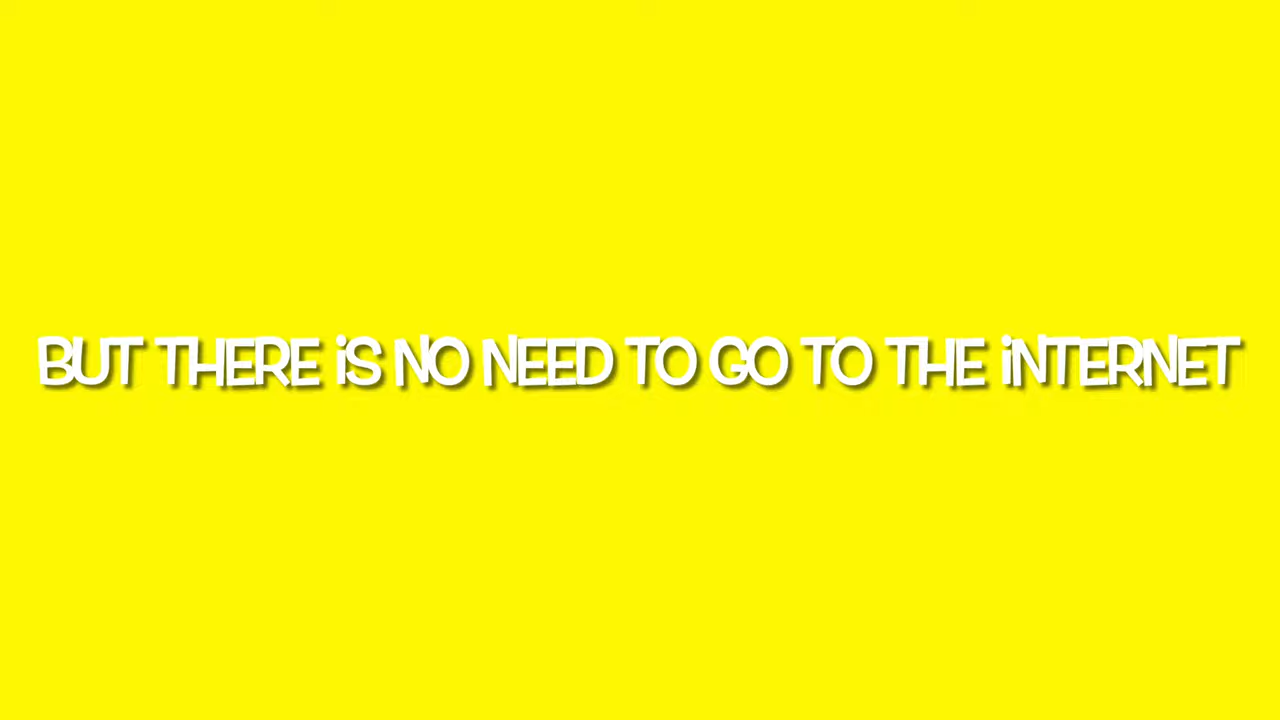 BUT THERE iS NO NEED TO GO TO THE iNTERNET